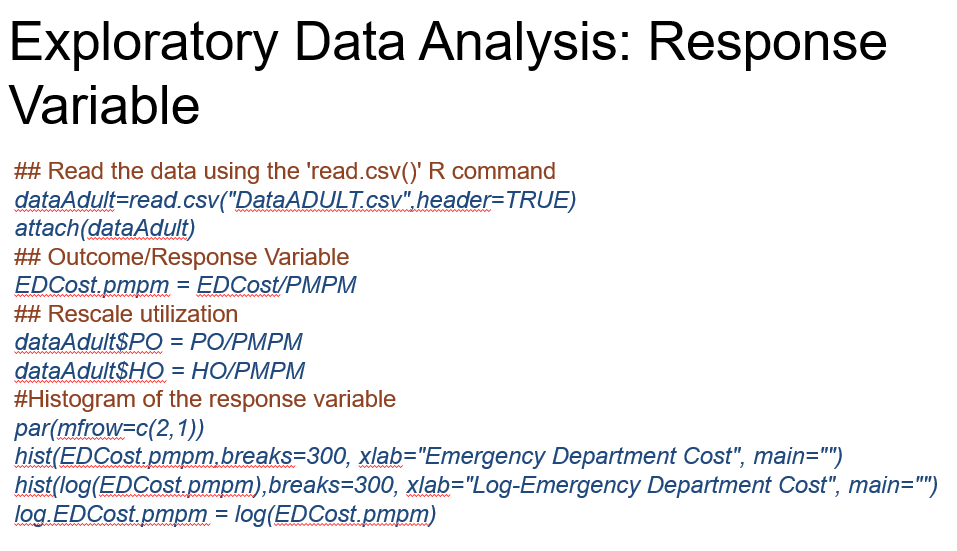 Exploratory Data Analysis: Response
Variable
## Read the data using the 'read.csv()' R command
dataAdult=read.csv("DataADULT.csv",header=TRUE)
attach(dataAdult)
## Outcome/Response Variable
EDCost.pmpm = EDCost/PMPM
## Rescale utilization
dataAdult$PO = PO/PMPM
dataAdult$HO = HO/PMPM
#Histogram of the response variable
par(mfrow=c(2,1))
hist(EDCost.pmpm,breaks=300, xlab="Emergency Department Cost", main="")
hist(log(EDCost.pmpm),breaks=300, xlab="Log-Emergency Department Cost", main="")
log.EDCost.pmpm = log(EDCost.pmpm)